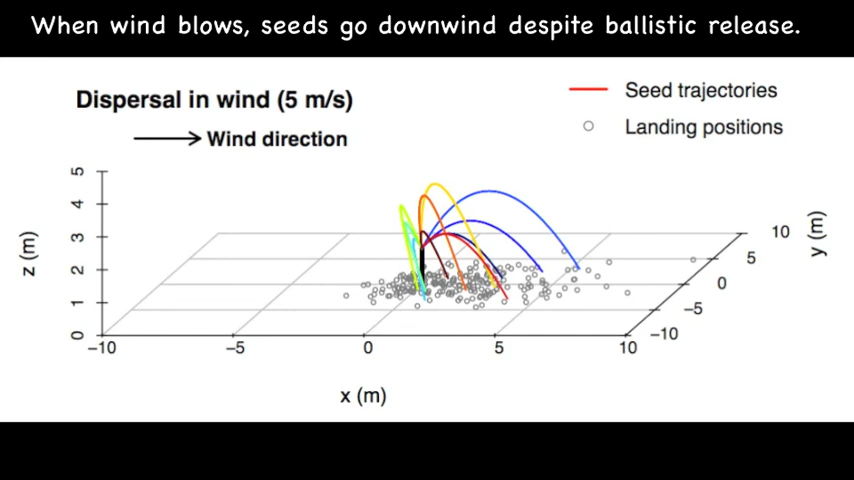 When wind blows, seeds go downwind despite ballistic release.
Dispersal in wind (5 m/s)
Wind direction
Seed trajectories
Landing positions
5
4
3
2
1
0
z (m)
10
5
0
−5
−10
y (m)
−10
−5
0
5
10
x (m)